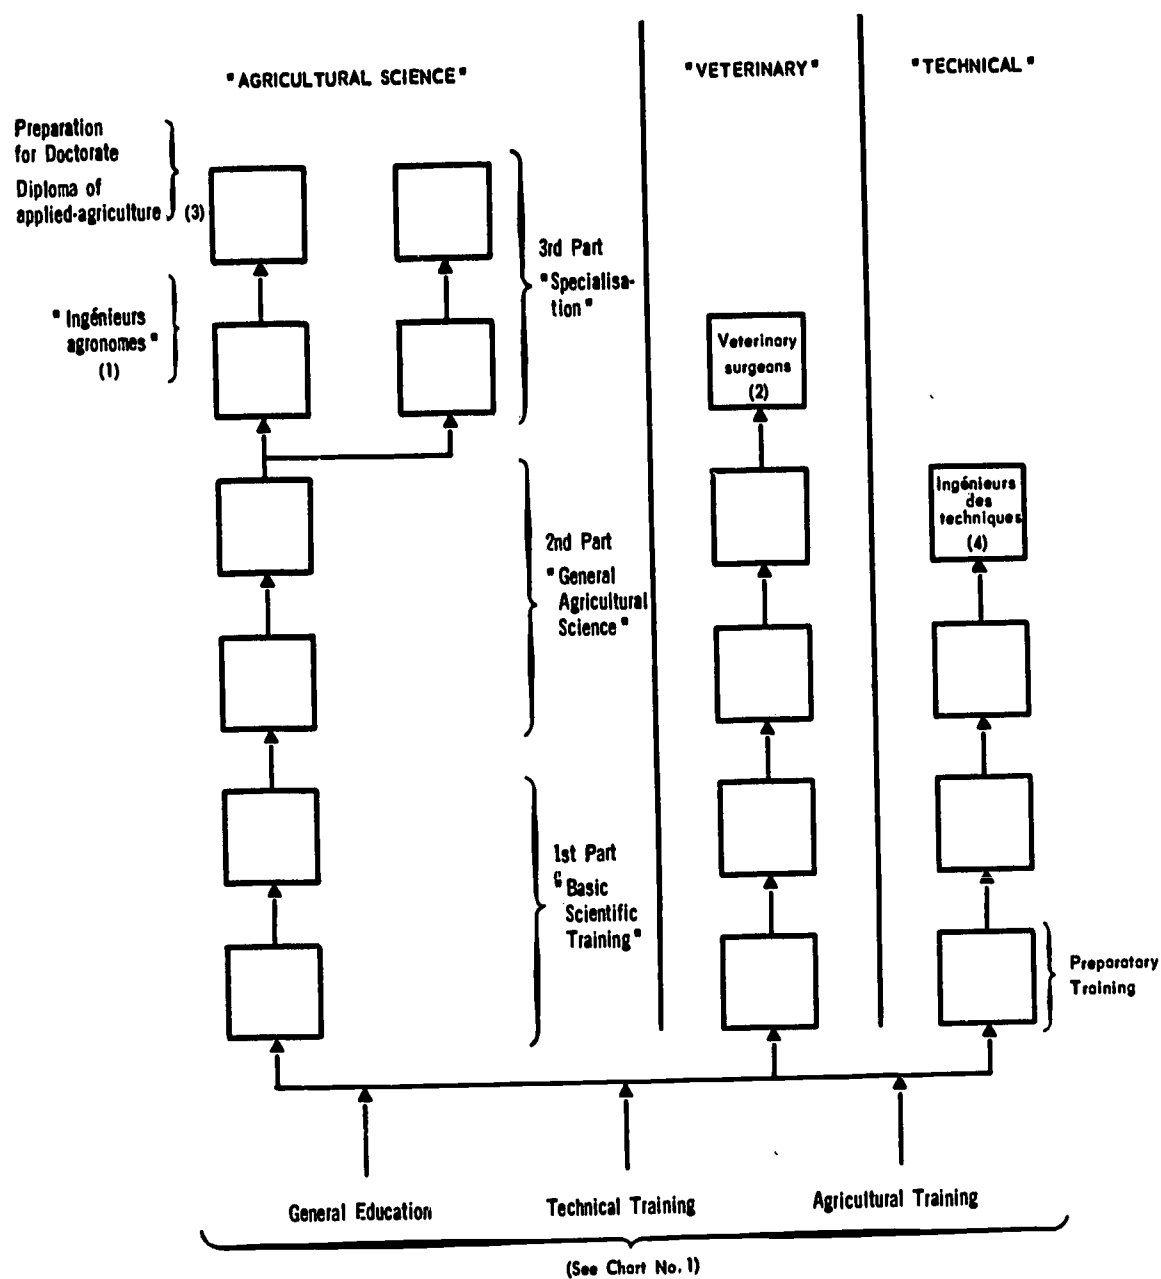 "AGRICULTURAL SCIENCE"
"VETERINARY"
"TECHNICAL"
Preparation
for Doctorate
Diploma of
applied-agriculture (3)
"Ingénieurs
agronomes"
(1)
3rd Part
"Specialisa-
tion"
Veterinary
surgeons
(2)
Ingénieurs
des
techniques
(4)
2nd Part
"General
Agricultural
Science"
1st Part
"Basic
Scientific
Training"
Preparatory
Training
General Education
Technical Training
Agricultural Training
(See Chart No. 1)